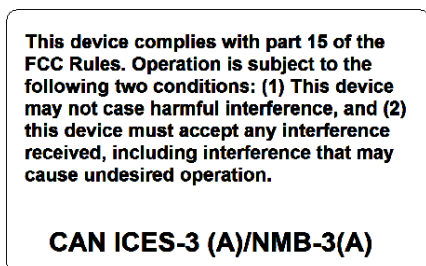 This device complies with part 15 of the
FCC Rules. Operation is subject to the
following two conditions: (1) This device
may not case harmful interference, and (2)
this device must accept any interference
received, including interference that may
cause undesired operation.
CAN ICES-3 (A)/NMB-3(A)